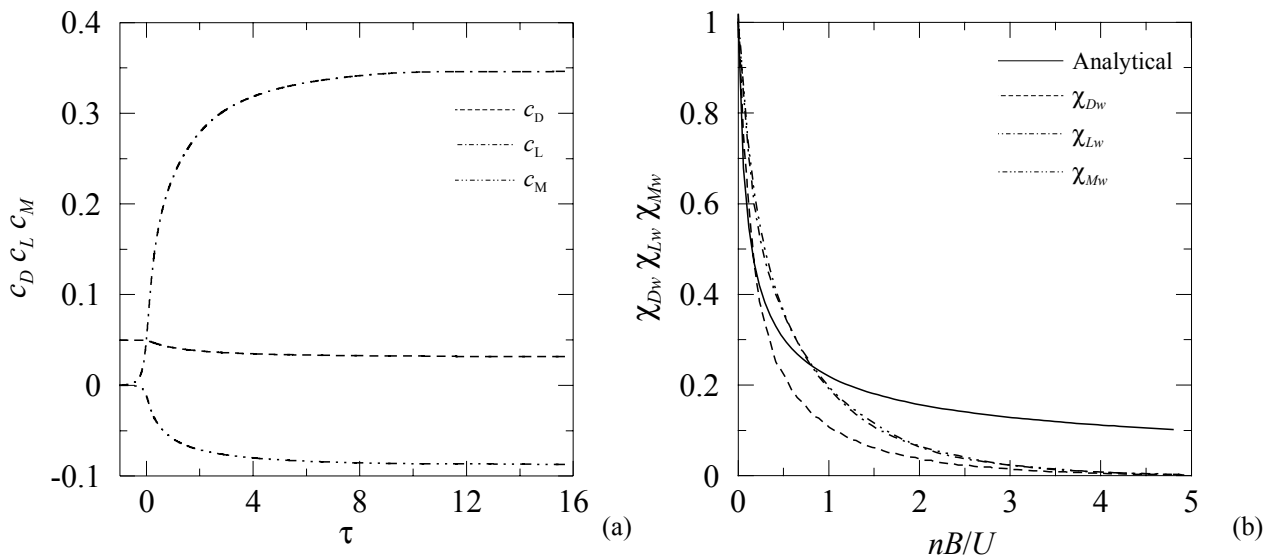 0.4
0.3
0.2
0.1
0
-0.1
c_D c_L c_M
c_D
c_L
c_M
0 4 8 12 16
τ
(a)
1
0.8
0.6
0.4
0.2
0
χ_Dw χ_Lw χ_Mw
Analytical
χ_Dw
χ_Lw
χ_Mw
0 1 2 3 4 5
nB/U
(b)